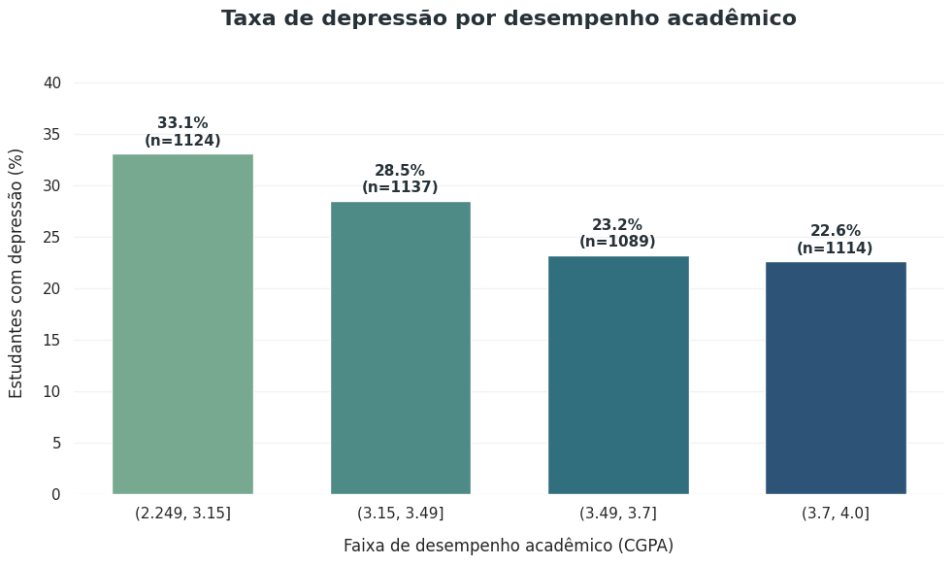 Taxa de depressão por desempenho acadêmico
Estudantes com depressão (%)
40
35
30
25
20
15
10
5
0
33.1%
(n=1124)
28.5%
(n=1137)
23.2%
(n=1089)
22.6%
(n=1114)
(2.249, 3.15]
(3.15, 3.49]
(3.49, 3.7]
(3.7, 4.0]
Faixa de desempenho acadêmico (CGPA)